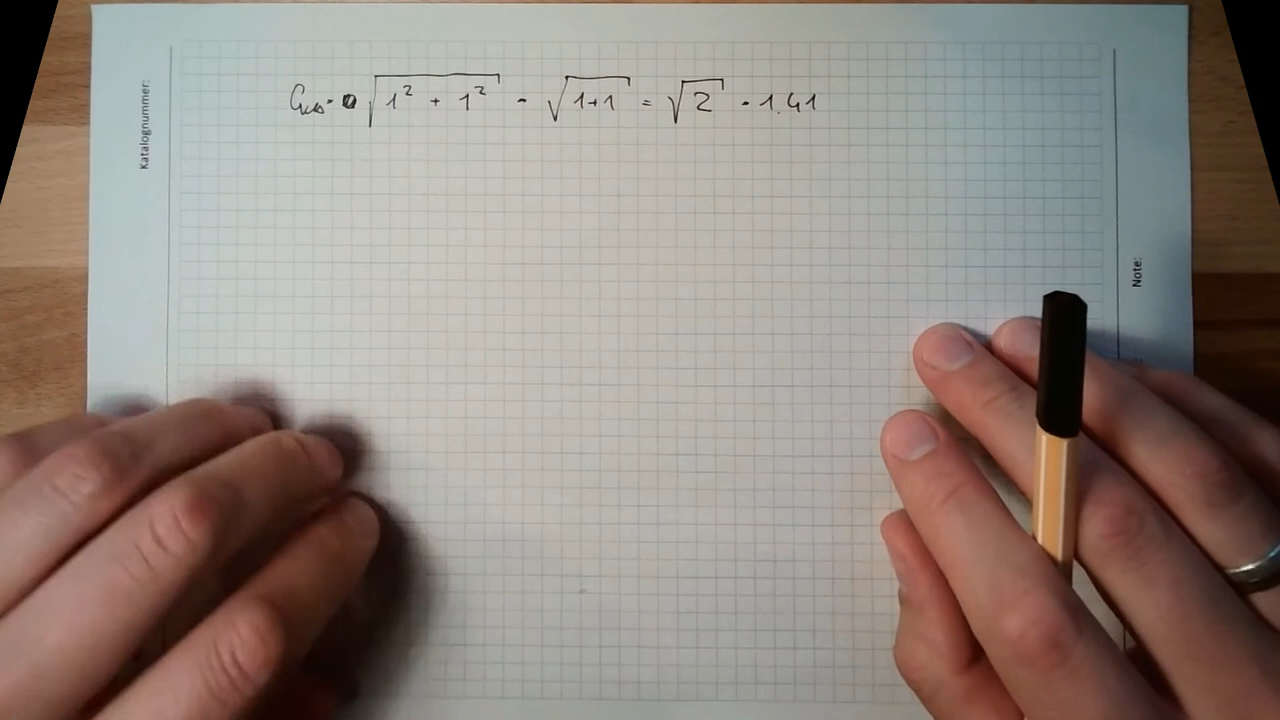 Katalognummer:
√1² + 1² = √1+1 = √2 = 1.41
Note: